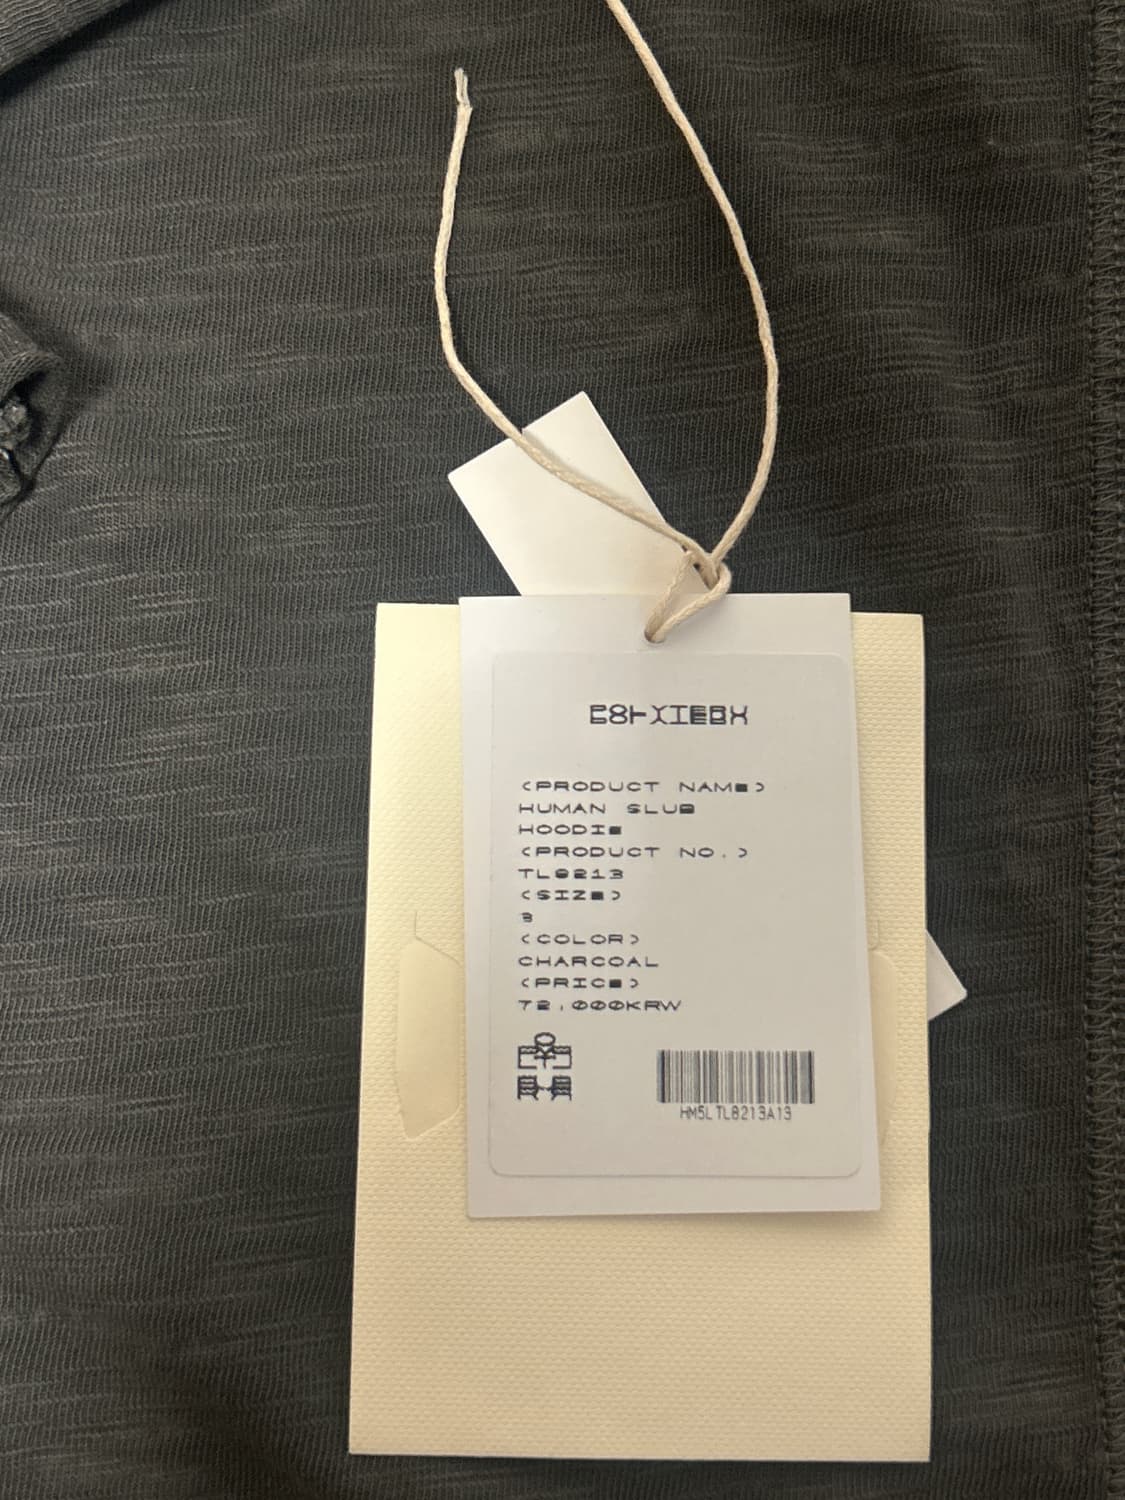 <PRODUCT NAME>
HUMAN SLUB
HOODIE
<PRODUCT NO.>
TL8213
<SIZE>
3
<COLOR>
CHARCOAL
<PRICE>
72,000KRW
HM5LTL8213A13